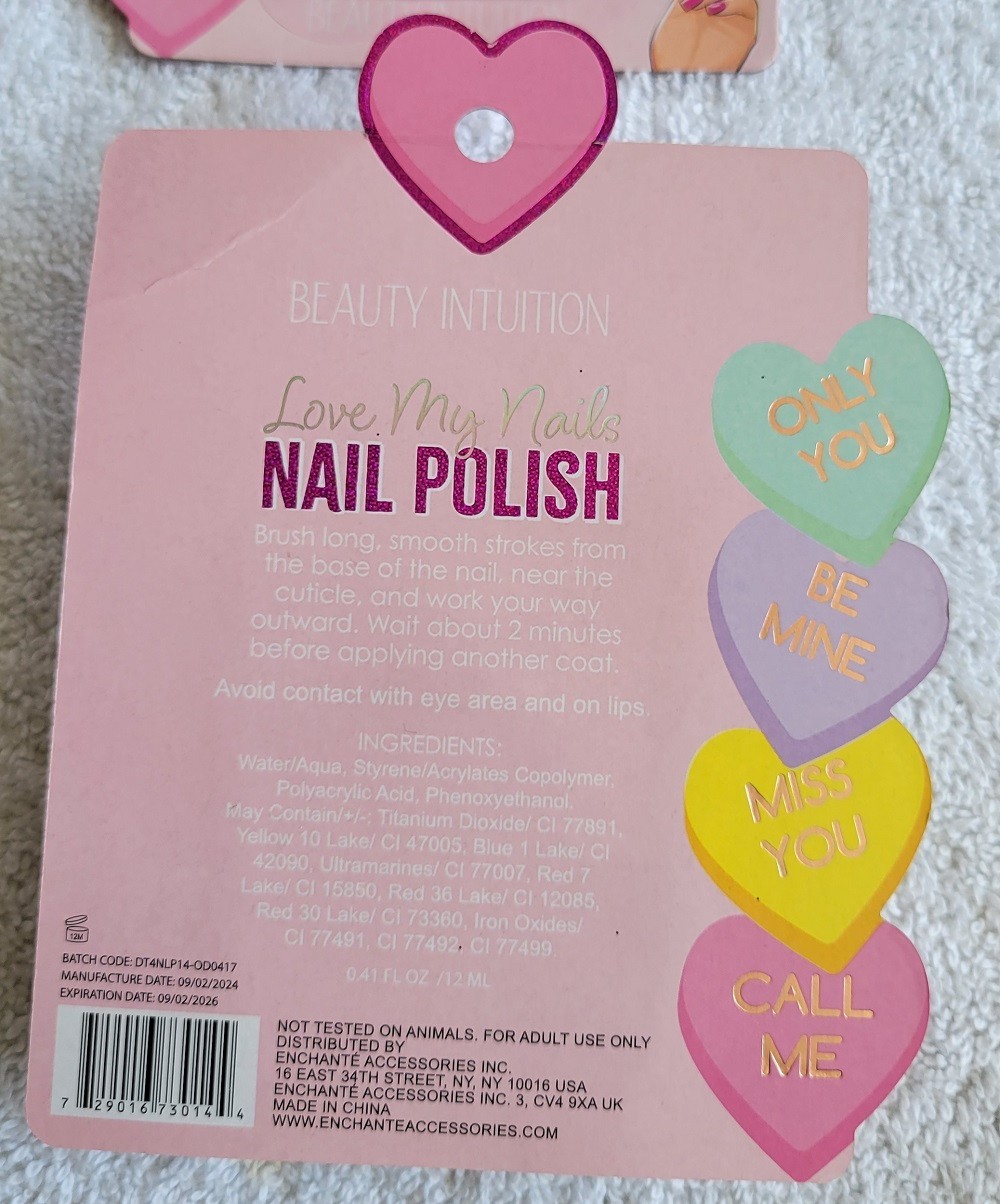 BEAUTY INTUITION
Love My Nails
NAIL POLISH
Brush long, smooth strokes from
the base of the nail, near the
cuticle, and work your way
outward. Wait about 2 minutes
before applying another coat.
Avoid contact with eye area and on lips.
INGREDIENTS:
Water/Aqua, Styrene/Acrylates Copolymer,
Polyacrylic Acid, Phenoxyethanol.
May Contain/+/-: Titanium Dioxide/ CI 77891,
Yellow 10 Lake/ CI 47005, Blue 1 Lake/ CI
42090, Ultramarines/ CI 77007, Red 7
Lake/ CI 15850, Red 36 Lake/ CI 12085,
Red 30 Lake/ CI 73360, Iron Oxides/
CI 77491, CI 77492, CI 77499
0.41 FL OZ /12 ML
12M
BATCH CODE: DT4NLP14-OD0417
MANUFACTURE DATE: 09/02/2024
EXPIRATION DATE: 09/02/2026
7 29016 73014 4
NOT TESTED ON ANIMALS. FOR ADULT USE ONLY
DISTRIBUTED BY
ENCHANTÉ ACCESSORIES INC.
16 EAST 34TH STREET, NY, NY 10016 USA
ENCHANTÉ ACCESSORIES INC. 3, CV4 9XA UK
MADE IN CHINA
WWW.ENCHANTEACCESSORIES.COM
ONLY
YOU
BE
MINE
MISS
YOU
CALL
ME